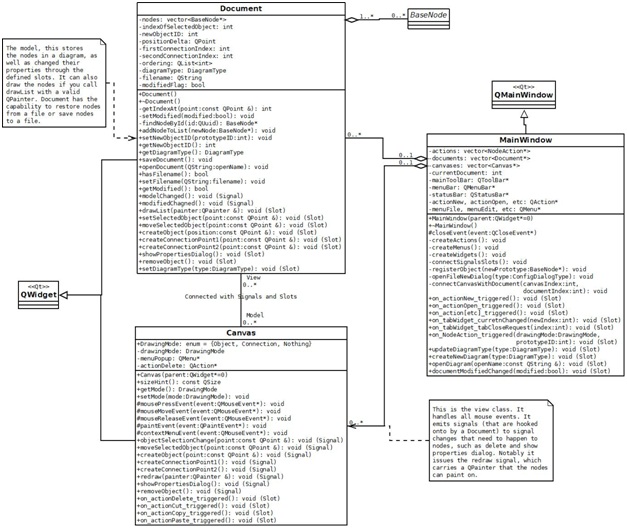 Document
-nodes: vector<BaseNode*>
-indexOfSelectedObject: int
-newObjectID: int
-positionDelta: QPoint
-firstConnectionIndex: int
-secondConnectionIndex: int
-ordering: QList<int>
-diagramType: DiagramType
-filename: QString
-modifiedFlag: bool
+Document()
+~Document()
-getIndexAt(point:const QPoint &): int
-setModified(modified:bool): void
-findNodeById(id:QUuid): BaseNode*
+addNodeToList(newNode:BaseNode*): void
+setNewObjectID(prototypeID:int): void
+getNewObjectID(): int
+getDiagramType(): DiagramType
+saveDocument(): void
+openDocument(QString:openName): void
+hasFilename(): bool
+setFilename(QString:filename): void
+getModified(): bool
+modelChanged(): void (Signal)
+modifiedChagned(): void (Signal)
+drawList(painter:QPainter &): void (Slot)
+setSelectedObject(point:const QPoint &): void (Slot)
+moveSelectedObject(point:const QPoint &): void (Slot)
+createObject(position:const QPoint &): void (Slot)
+createConnectionPoint1(point:const QPoint &): void (Slot)
+createConnectionPoint2(point:const QPoint &): void (Slot)
+showPropertiesDialog(): void (Slot)
+removeObject(): void (Slot)
-setDiagramType(type:DiagramType): void (Slot)
1..*
0..*
BaseNode
The model, this stores
the nodes in a diagram, as
well as changed their
properties through the
defined slots. It can also
draw the nodes if you call
drawList with a valid
QPainter. Document has the
capability to restore nodes
from a file or save nodes
to a file.
<<Qt>>
QMainWindow
0..*
0..1
0..1
MainWindow
-actions: vector<NodeAction*>
-documents: vector<Document*>
-canvases: vector<Canvas*>
-currentDocument: int
-mainToolBar: QToolBar*
-menuBar: QMenuBar*
-statusBar: QStatusBar*
-actionNew, actionOpen, etc: QAction*
-menuFile, menuEdit, etc: QMenu*
+MainWindow(parent:QWidget*=0)
+~MainWindow()
#closeEvent(event:QCloseEvent*)
-createActions(): void
-createMenus(): void
-createWidgets(): void
-connectSignalsSlots(): void
-registerObject(newPrototype:BaseNode*): void
-openFileNewDialog(type:ConfigDialogType): void
-connectCanvasWithDocument(canvasIndex:int,
documentIndex:int): void
+on_actionNew_triggered(): void (Slot)
+on_actionOpen_triggered(): void (Slot)
+on_action[etc]_triggered(): void (Slot)
+on_tabWidget_curretnChanged(newIndex:int): void (Slot)
+on_tabWidget_tabCloseRequest(index:int): void (Slot)
+on_NodeAction_triggered(drawingMode:DrawingMode,
prototypeID:int): void (Slot)
+updateDiagramType(type:DiagramType): void (Slot)
+createNewDiagram(type:DiagramType): void (Slot)
+openDiagram(openName:const QString &): void (Slot)
+documentModifiedChanged(modified:bool): void (Slot)
<<Qt>>
QWidget
View
0..*
Connected with Signals and Slots
Model
0..*
Canvas
+DrawingMode: enum = {Object, Connection, Nothing}
-drawingMode: DrawingMode
-menuPopup: QMenu*
-actionDelete: QAction*
+Canvas(parent:QWidget*=0)
+sizeHint(): const QSize
+getMode(): DrawingMode
+setMode(mode:DrawingMode): void
#mousePressEvent(event:QMouseEvent*): void
#mouseMoveEvent(event:QMouseEvent*): void
#mouseReleaseEvent(event:QMouseEvent*): void
#paintEvent(event:QPaintEvent*): void
#contextMenuEvent(event:QMouseEvent*): void
+objectSelectionChange(point:const QPoint &): void (Signal)
+moveSelectedObject(point:const QPoint &): void (Signal)
+createObject(point:const QPoint &): void (Signal)
+createConnectionPoint1(): void (Signal)
+createConnectionPoint2(): void (Signal)
+redraw(painter:QPainter &): void (Signal)
+showPropertiesDialog(): void (Signal)
+removeObject(): void (Signal)
+on_actionDelete_triggered(): void (Slot)
+on_actionCut_triggered(): void (Slot)
+on_actionCopy_triggered(): void (Slot)
+on_actionPaste_triggered(): void (Slot)
0..*
This is the view class. It
handles all mouse events. It
emits signals (that are hooked
onto by a Document) to signal
changes that need to happen to
nodes, such as delete and show
properties dialog. Notably it
issues the redraw signal, which
carries a QPainter that the nodes
can paint on.